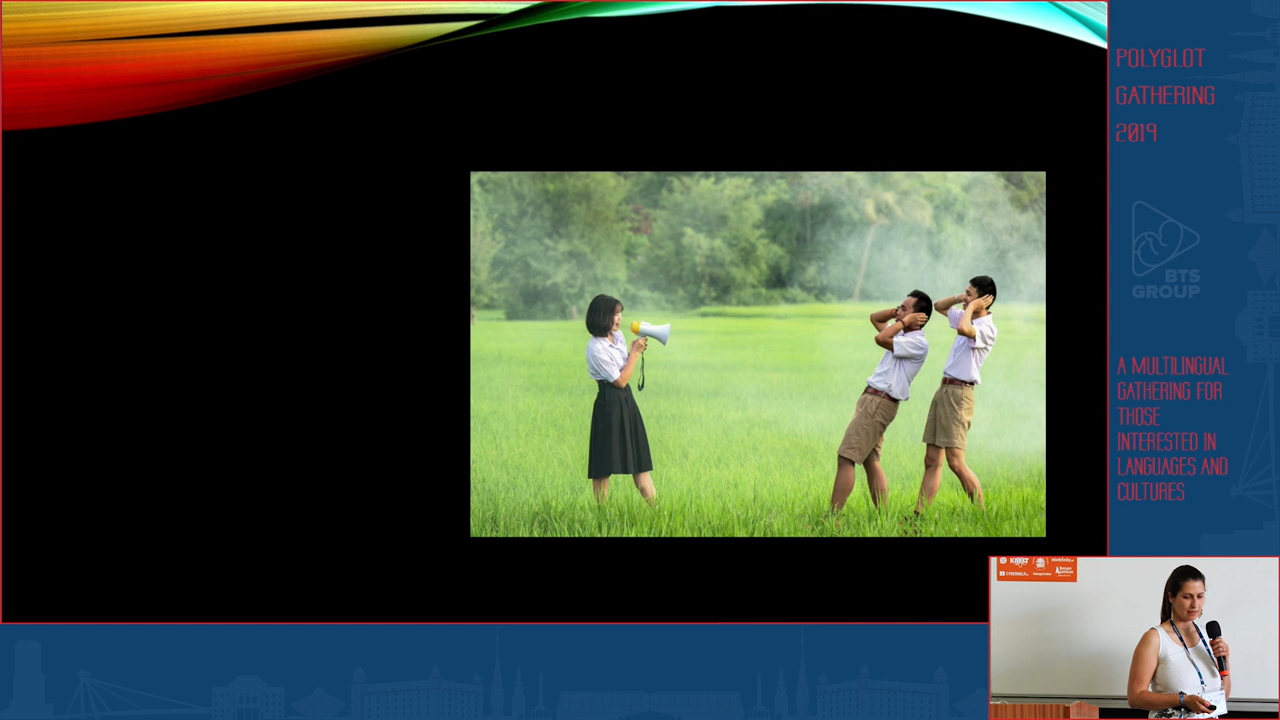 POLYGLOT
GATHERING
2019
BTS
GROUP
A MULTILINGUAL
GATHERING FOR
THOSE
INTERESTED IN
LANGUAGES AND
CULTURES